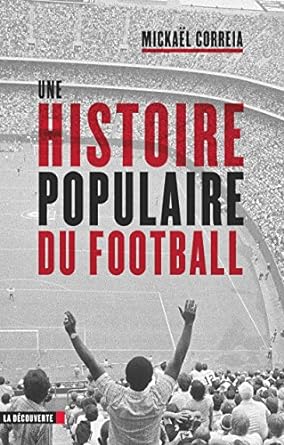 MICKAËL CORREIA
UNE
HISTOIRE
POPULAIRE
DU FOOTBALL
LA DÉCOUVERTE